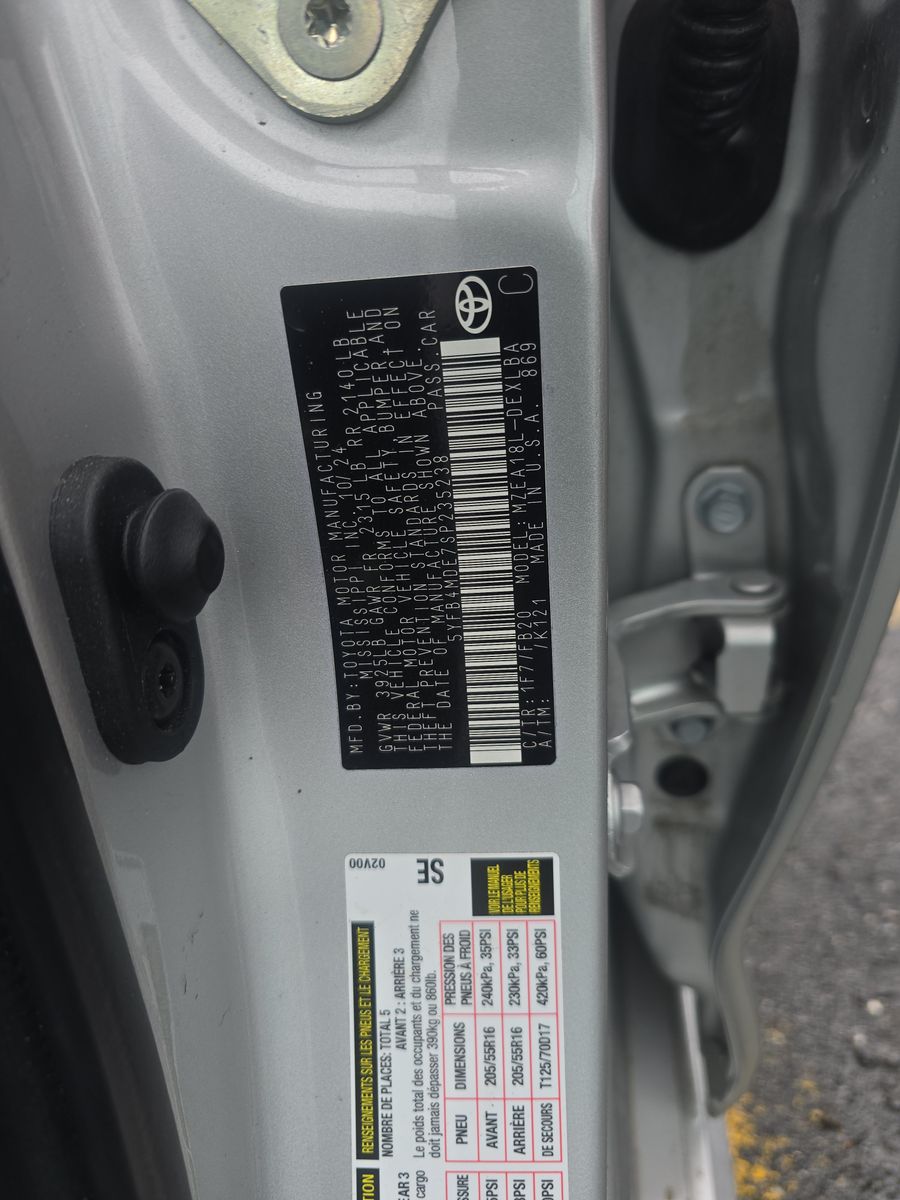 MFD.BY:TOYOTA MOTOR MANUFACTURING
MISSISSIPPI INC. 10/24
GVWR 3925LB GAWR FR 2315 LB RR 2140 LB
THIS VEHICLE CONFORMS TO ALL APPLICABLE
FEDERAL MOTOR VEHICLE SAFETY, BUMPER, AND
THEFT PREVENTION STANDARDS IN EFFECT ON
THE DATE OF MANUFACTURE SHOWN ABOVE.
5YFB4MDE7SP235238 PASS.CAR
C/TR: 1F7/FB20 MODEL: MZEA18L-DEXLBA
A/TM: /K121 MADE IN U.S.A. 869
C
RENSEIGNEMENTS SUR LES PNEUS ET LE CHARGEMENT
02V00
NOMBRE DE PLACES: TOTAL 5
AVANT 2 : ARRIÈRE 3
SE
Le poids total des occupants et du chargement ne
doit jamais dépasser 390kg ou 860lb.
PNEU DIMENSIONS PRESSION DES PNEUS À FROID
AVANT 205/55R16 240kPa, 35PSI
ARRIÈRE 205/55R16 230kPa, 33PSI
DE SECOURS T125/70D17 420kPa, 60PSI
VOIR LE MANUEL
DE L'USAGER
POUR PLUS DE
RENSEIGNEMENTS
cargo